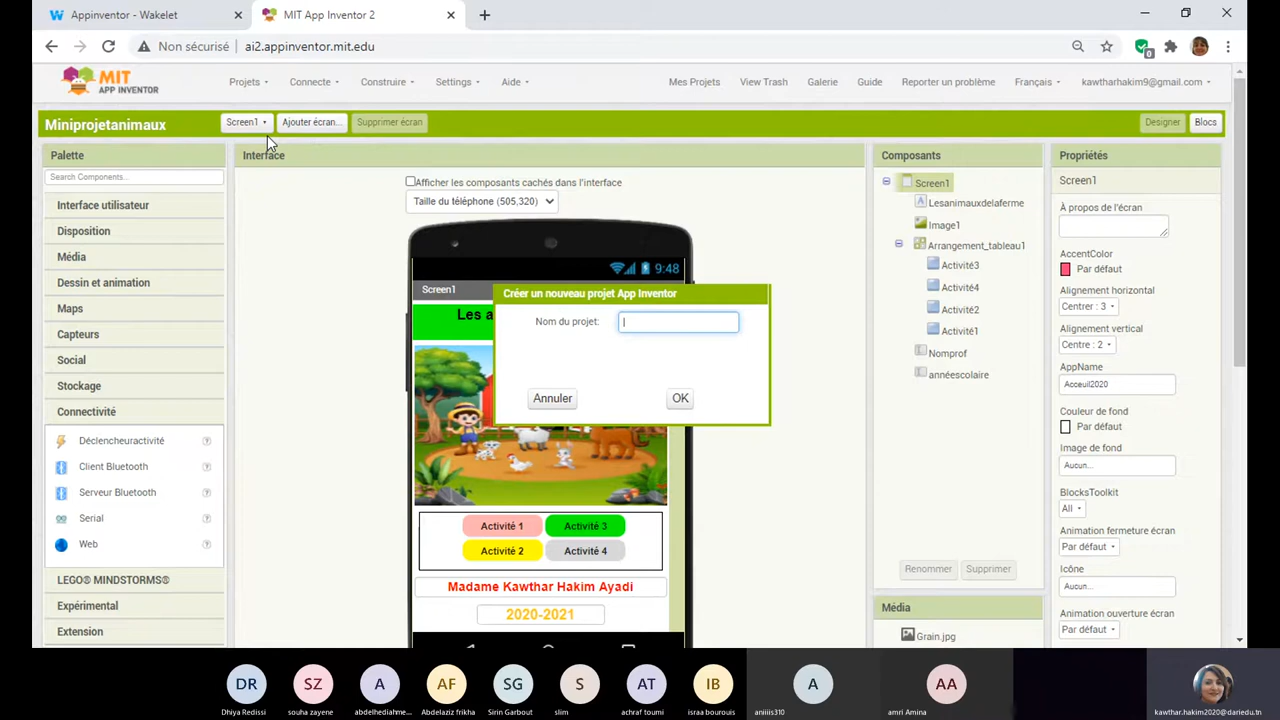 Appinventor - Wakelet
MIT App Inventor 2
Non sécurisé
ai2.appinventor.mit.edu
0
MIT
APP INVENTOR
Projets
Connecte
Construire
Settings
Aide
Mes Projets
View Trash
Galerie
Guide
Reporter un problème
Français
kawtharhakim9@gmail.com
Miniprojetanimaux
Screen1
Ajouter écran...
Supprimer écran
Designer
Blocs
Palette
Search Components...
Interface utilisateur
Disposition
Média
Dessin et animation
Maps
Capteurs
Social
Stockage
Connectivité
Déclencheuractivité
Client Bluetooth
Serveur Bluetooth
Serial
Web
LEGO® MINDSTORMS®
Expérimental
Extension
Interface
Afficher les composants cachés dans l'interface
Taille du téléphone (505,320)
9:48
Screen1
Les a
Créer un nouveau projet App Inventor
Nom du projet:
Annuler
OK
Activité 1
Activité 3
Activité 2
Activité 4
Madame Kawthar Hakim Ayadi
2020-2021
Composants
Screen1
Lesanimauxdelaferme
Image1
Arrangement_tableau1
Activité3
Activité4
Activité2
Activité1
Nomprof
annéescolaire
Renommer
Supprimer
Média
Grain.jpg
Propriétés
Screen1
À propos de l'écran
AccentColor
Par défaut
Alignement horizontal
Centrer : 3
Alignement vertical
Centre : 2
AppName
Acceuil2020
Couleur de fond
Par défaut
Image de fond
Aucun...
BlocksToolkit
All
Animation fermeture écran
Par défaut
Icône
Aucun...
Animation ouverture écran
Par défaut
DR
SZ
A
AF
SG
S
AT
IB
A
AA
Dhiya Redissi
souha zayene
abdelhediahme...
Abdelaziz frikha
Sirin Garbout
slim
achraf toumi
israa bourouis
aniiiis310
amri Amina
kawthar.hakim2020@dariedu.tn